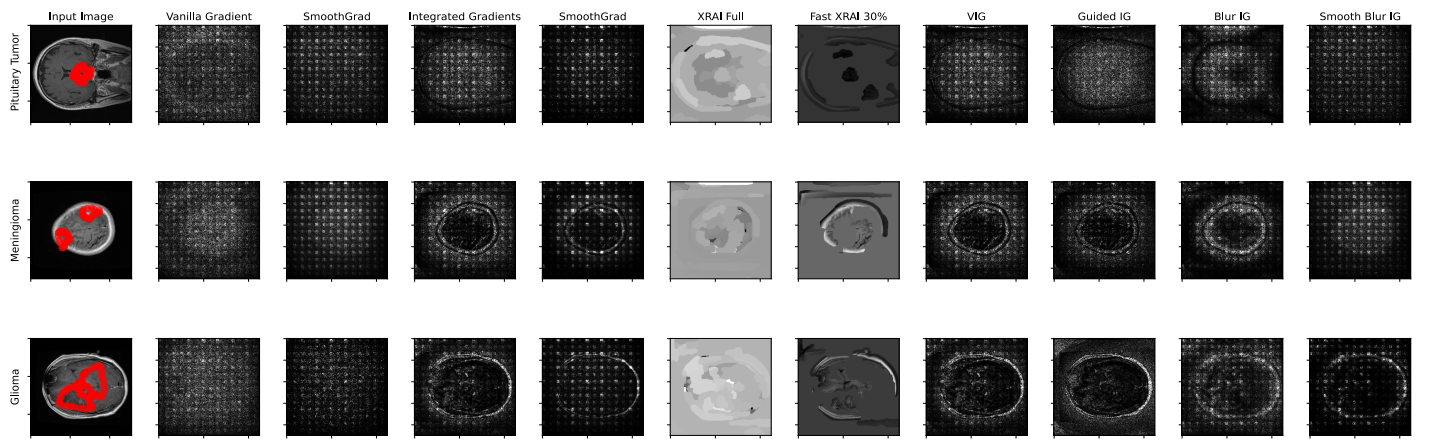 Input Image
Vanilla Gradient
SmoothGrad
Integrated Gradients
SmoothGrad
XRAI Full
Fast XRAI 30%
VIG
Guided IG
Blur IG
Smooth Blur IG
Pituitary Tumor
Meningioma
Glioma